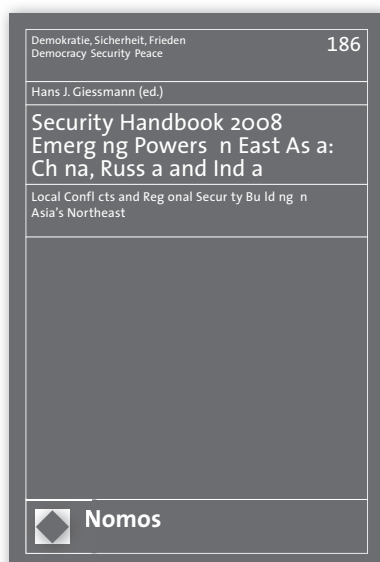 Demokratie, Sicherheit, Frieden
Democracy Security Peace
186
Hans J. Giessmann (ed.)
Security Handbook 2008
Emerg ng Powers  n East As a:
Ch na, Russ a and Ind a
Local Confl cts and Reg onal Secur ty Bu ld ng  n
Asia's Northeast
Nomos